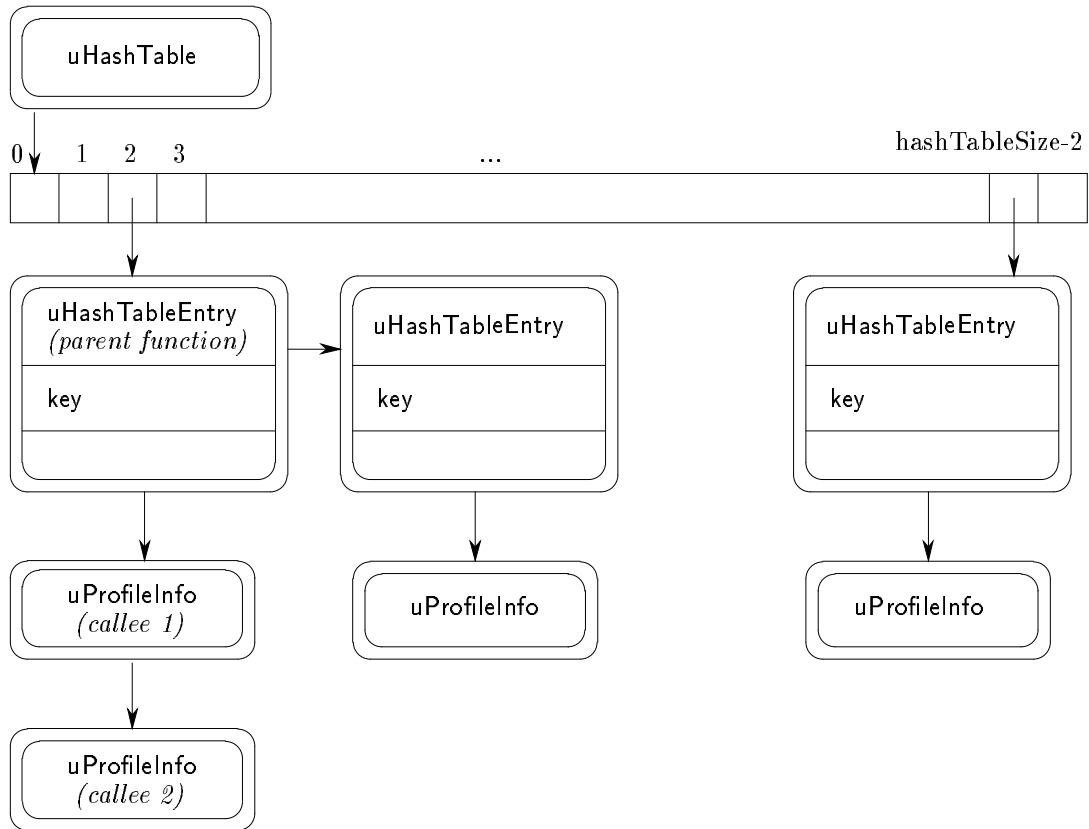 uHashTable
0 1 2 3 ... hashTableSize-2
uHashTableEntry
(parent function)
key
uHashTableEntry
key
uHashTableEntry
key
uProfileInfo
(callee 1)
uProfileInfo
uProfileInfo
uProfileInfo
(callee 2)